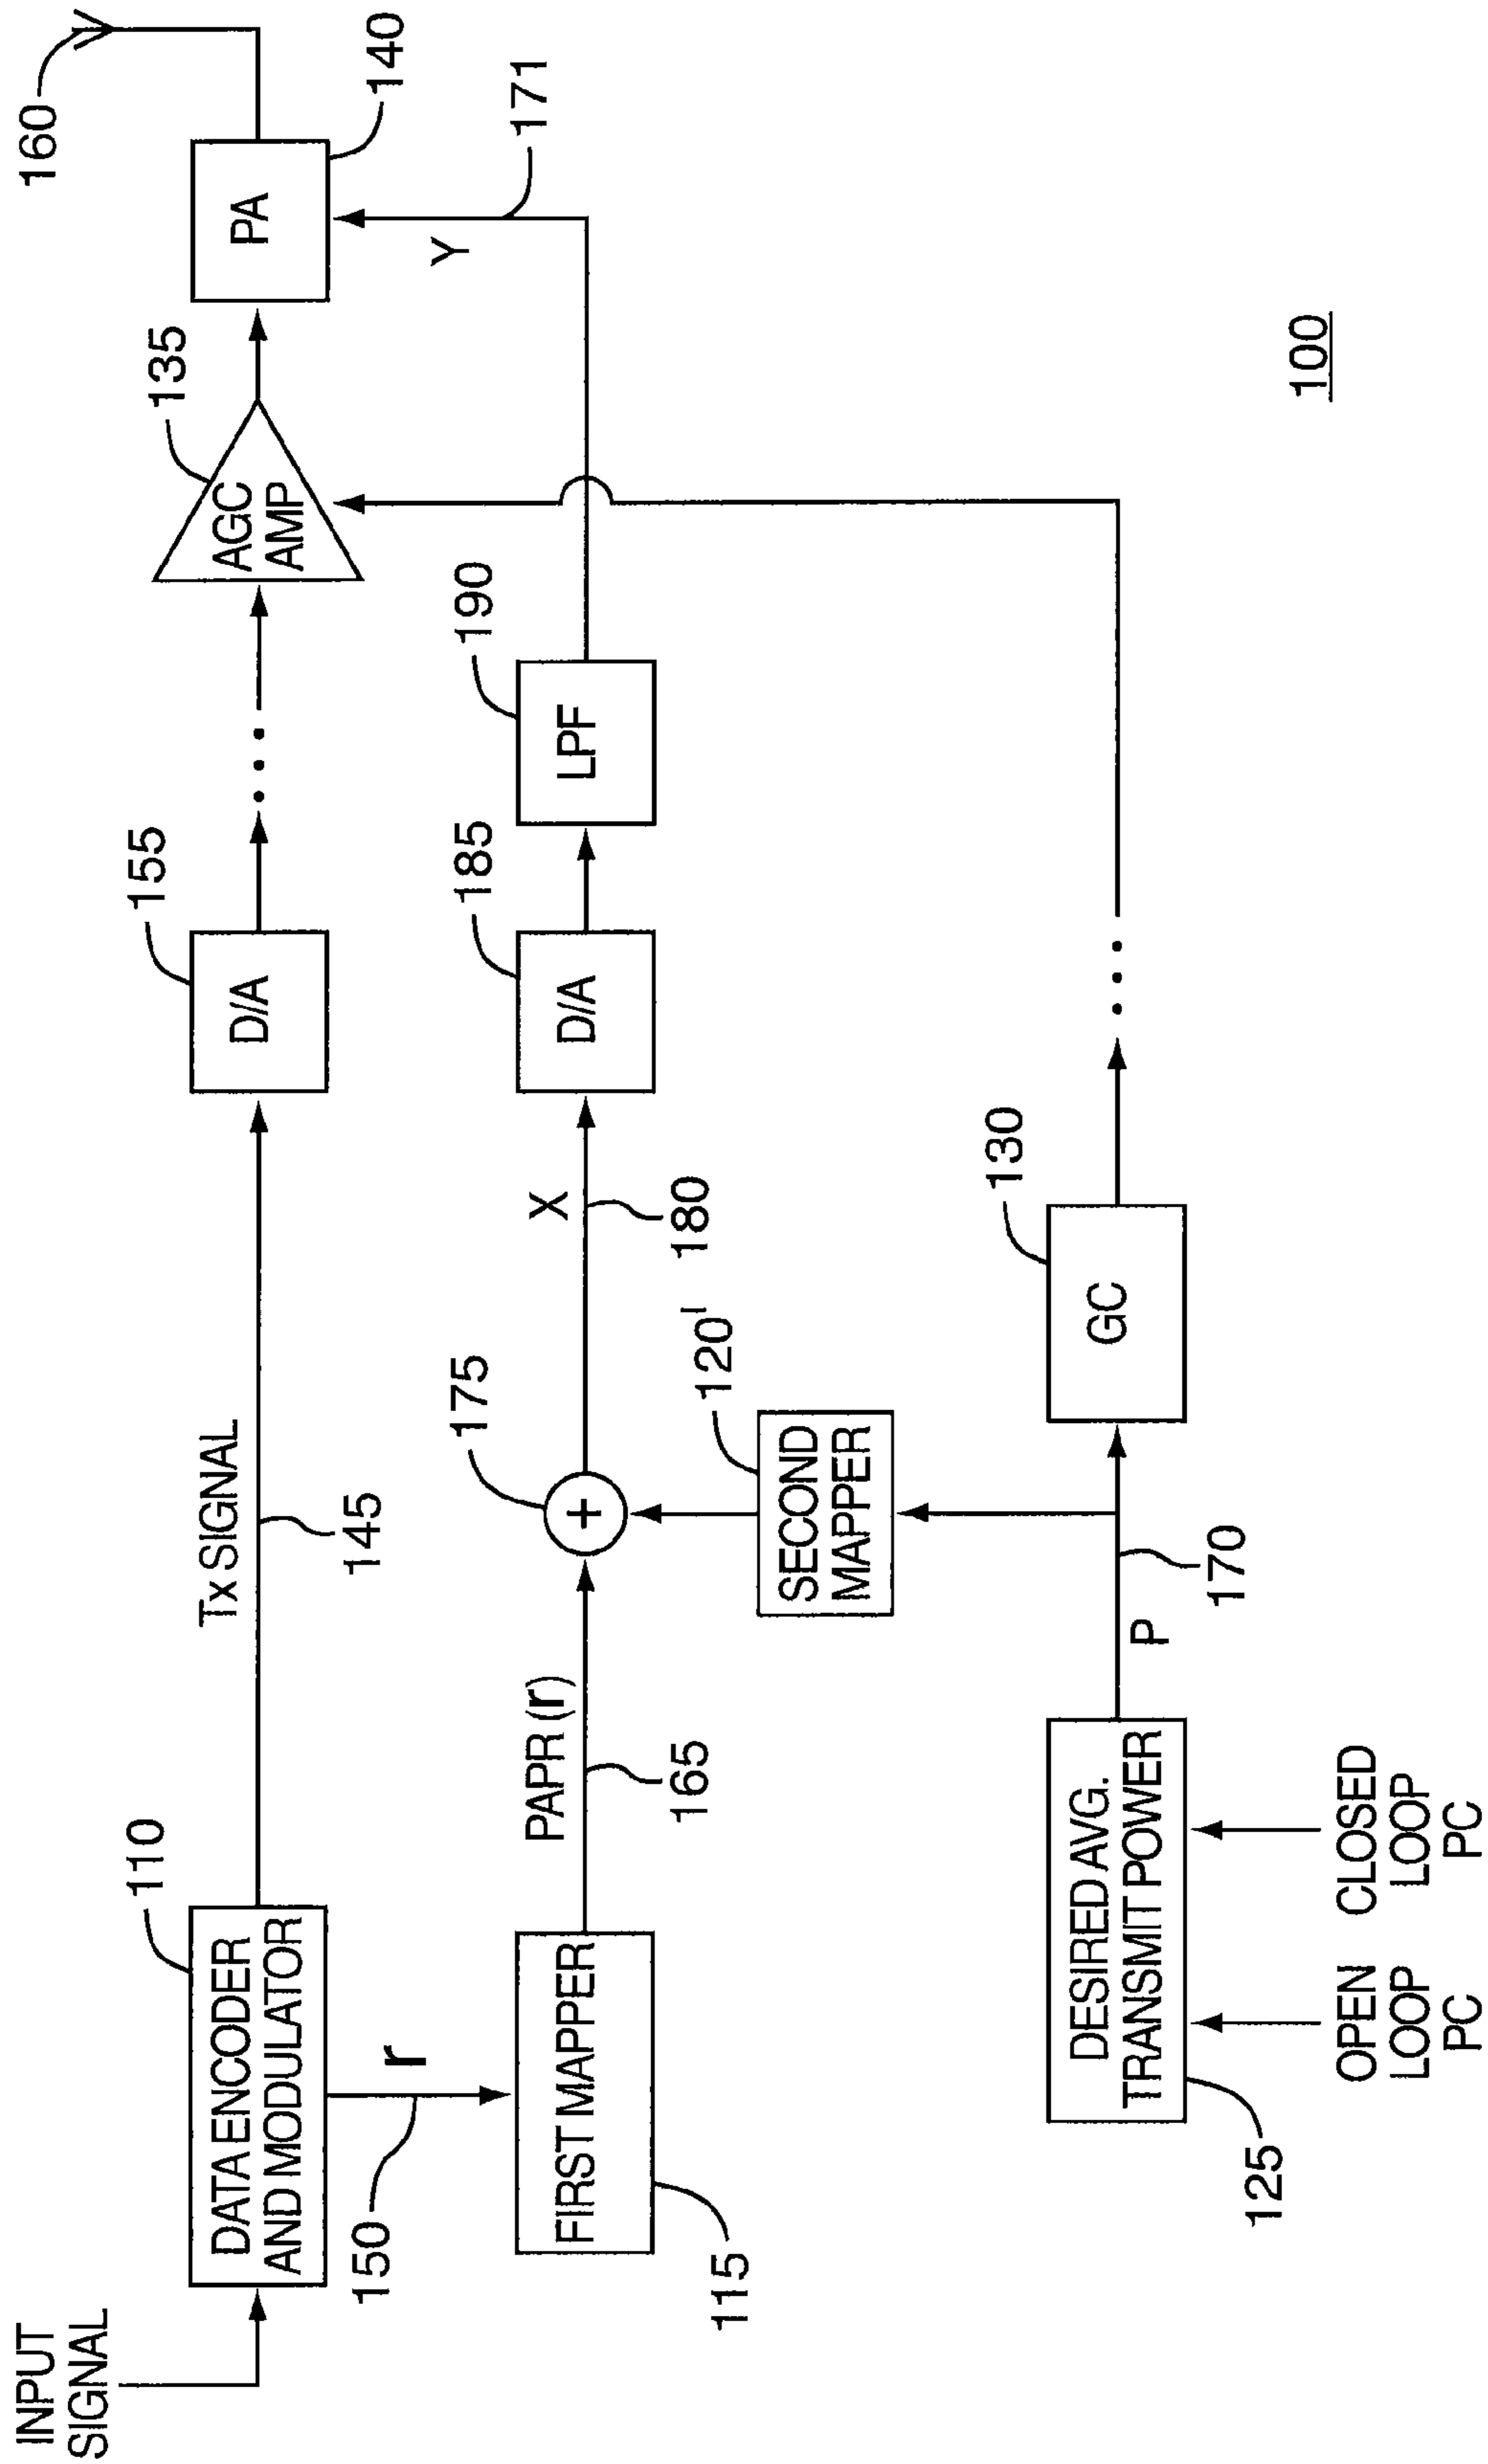 INPUT
SIGNAL
DATA ENCODER
AND MODULATOR
110
Tx SIGNAL
145
D/A
155
AGC
AMP
135
PA
140
160
r
150
FIRST MAPPER
115
PAPR (r)
165
+
175
X
180
D/A
185
LPF
190
Y
171
SECOND
MAPPER
120'
DESIRED AVG.
TRANSMIT POWER
125
OPEN
LOOP
PC
CLOSED
LOOP
PC
P
170
GC
130
100